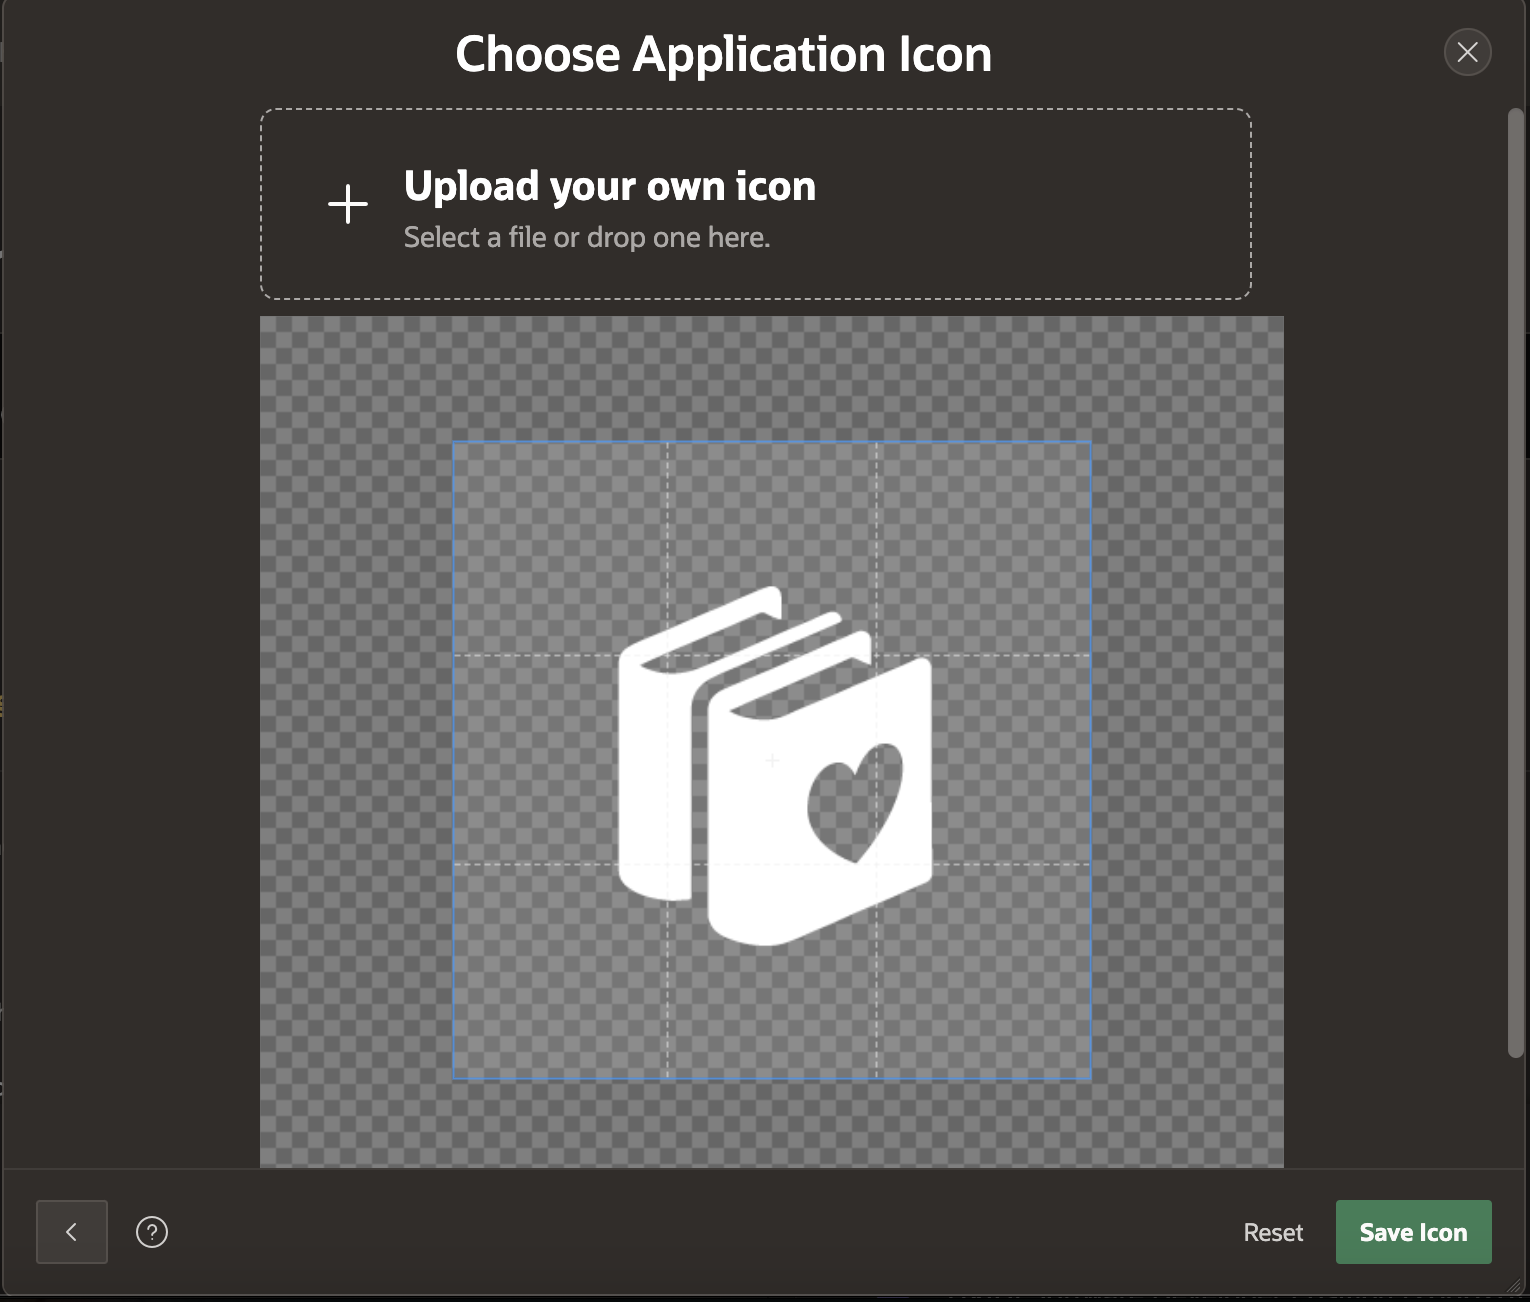 Choose Application Icon
Upload your own icon
Select a file or drop one here.
Reset
Save Icon